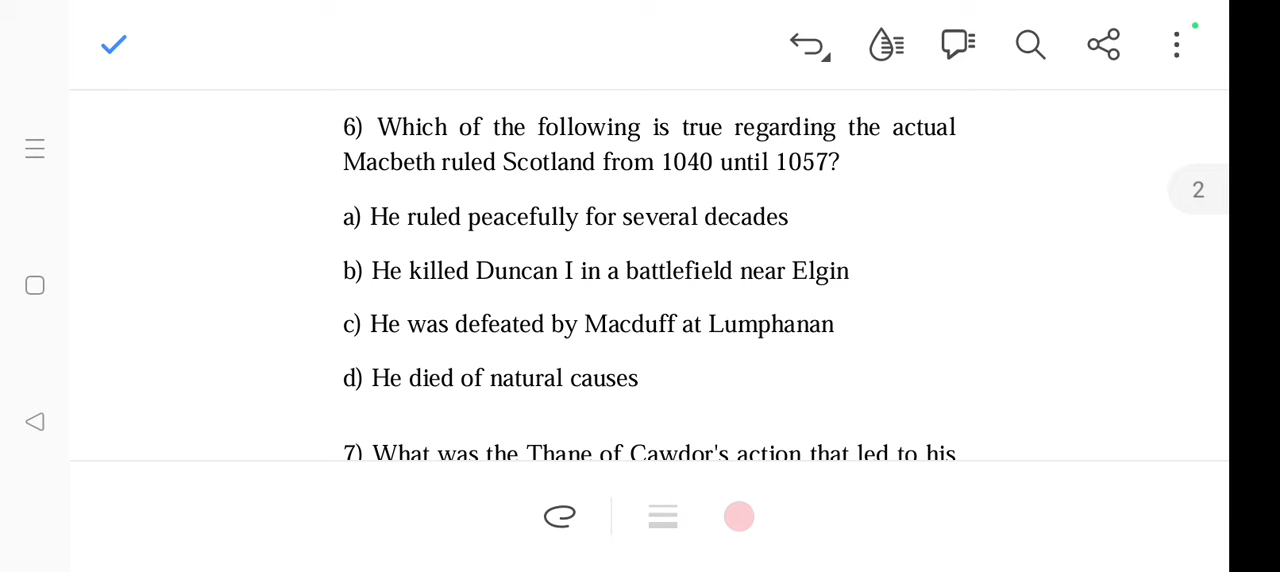 2
6) Which of the following is true regarding the actual
Macbeth ruled Scotland from 1040 until 1057?
a) He ruled peacefully for several decades
b) He killed Duncan I in a battlefield near Elgin
c) He was defeated by Macduff at Lumphanan
d) He died of natural causes
7) What was the Thane of Cawdor's action that led to his